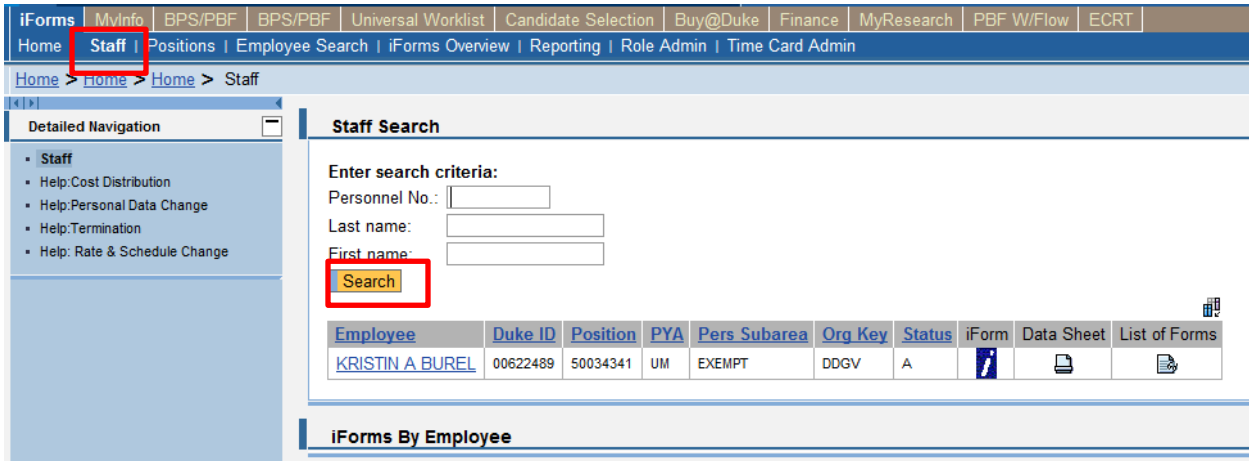 iForms MyInfo BPS/PBF BPS/PBF Universal Worklist Candidate Selection Buy@Duke Finance MyResearch PBF W/Flow ECRT
Home Staff | Positions | Employee Search | iForms Overview | Reporting | Role Admin | Time Card Admin
Home > Home > Home > Staff
Detailed Navigation
Staff
Help:Cost Distribution
Help:Personal Data Change
Help:Termination
Help: Rate & Schedule Change
Staff Search
Enter search criteria:
Personnel No.:
Last name:
First name:
Search
Employee Duke ID Position PYA Pers Subarea Org Key Status iForm Data Sheet List of Forms
KRISTIN A BUREL 00622489 50034341 UM EXEMPT DDGV A i
iForms By Employee